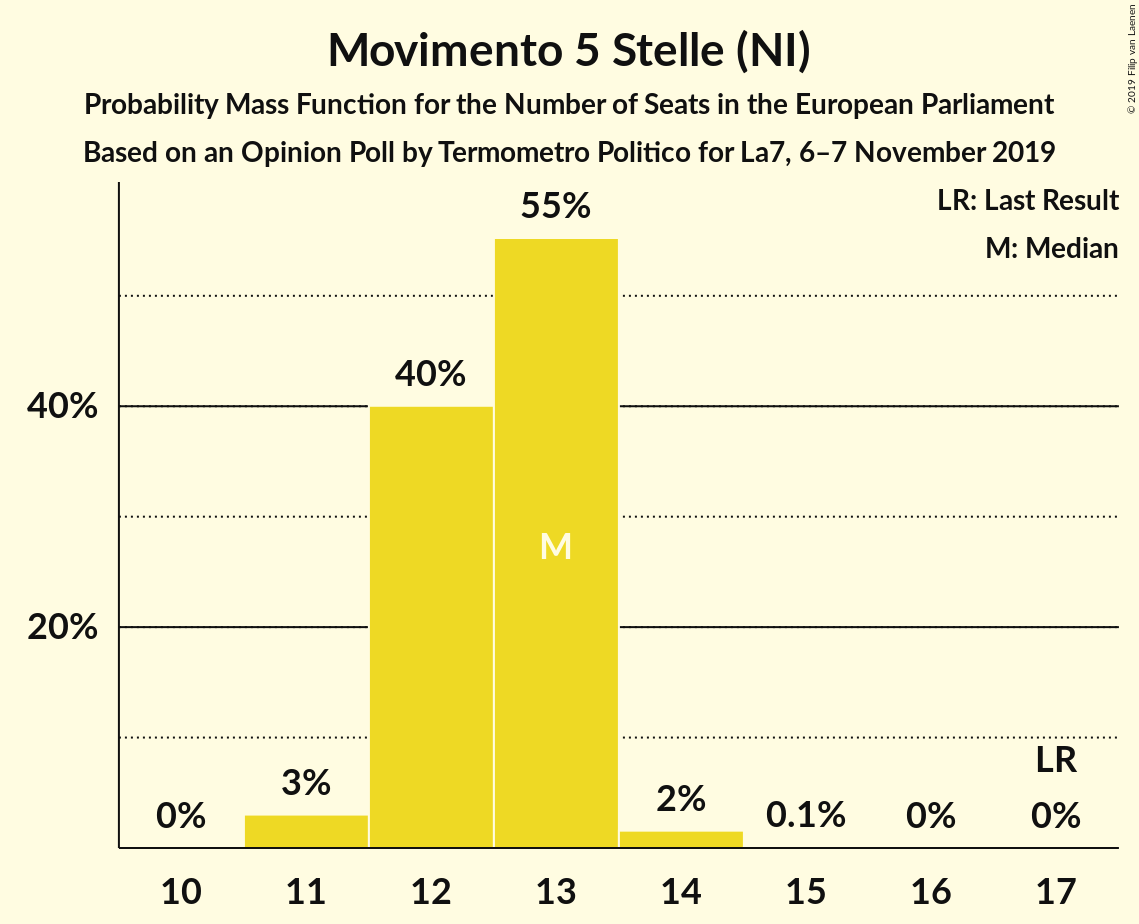 Movimento 5 Stelle (NI)
Probability Mass Function for the Number of Seats in the European Parliament
Based on an Opinion Poll by Termometro Politico for La7, 6–7 November 2019
© 2019 Filip van Laenen
LR: Last Result
M: Median
55%
40%
40%
M
20%
LR
3%
2%
0%
0.1%
0%
0%
10 11 12 13 14 15 16 17